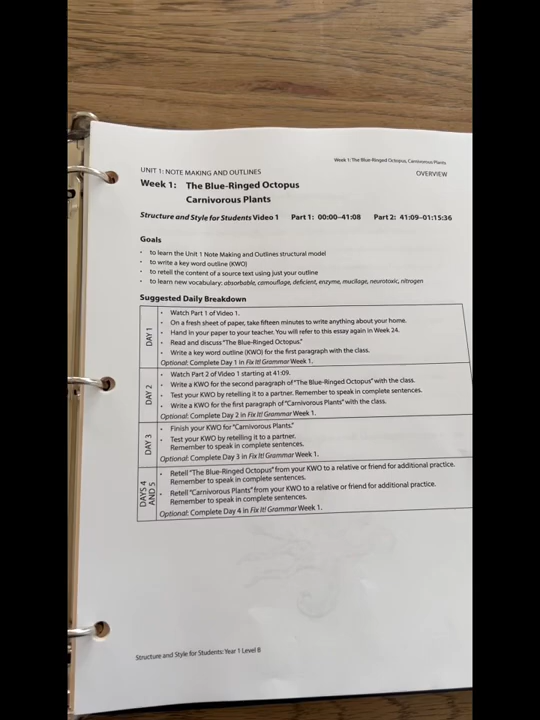 Week 1: The Blue-Ringed Octopus, Carnivorous Plants
UNIT 1: NOTE MAKING AND OUTLINES
OVERVIEW
Week 1: The Blue-Ringed Octopus
Carnivorous Plants
Structure and Style for Students Video 1 Part 1: 00:00–41:08 Part 2: 41:09–01:15:36
Goals
• to learn the Unit 1 Note Making and Outlines structural model
• to write a key word outline (KWO)
• to retell the content of a source text using just your outline
• to learn new vocabulary: absorbable, camouflage, deficient, enzyme, mucilage, neurotoxic, nitrogen
Suggested Daily Breakdown
DAY 1
• Watch Part 1 of Video 1.
• On a fresh sheet of paper, take fifteen minutes to write anything about your home.
• Hand in your paper to your teacher. You will refer to this essay again in Week 24.
• Read and discuss "The Blue-Ringed Octopus."
• Write a key word outline (KWO) for the first paragraph with the class.
Optional: Complete Day 1 in Fix It! Grammar Week 1.
DAY 2
• Watch Part 2 of Video 1 starting at 41:09.
• Write a KWO for the second paragraph of "The Blue-Ringed Octopus" with the class.
• Test your KWO by retelling it to a partner. Remember to speak in complete sentences.
• Write a KWO for the first paragraph of "Carnivorous Plants" with the class.
Optional: Complete Day 2 in Fix It! Grammar Week 1.
DAY 3
• Finish your KWO for "Carnivorous Plants."
• Test your KWO by retelling it to a partner.
Remember to speak in complete sentences.
Optional: Complete Day 3 in Fix It! Grammar Week 1.
DAYS 4
AND 5
• Retell "The Blue-Ringed Octopus" from your KWO to a relative or friend for additional practice.
Remember to speak in complete sentences.
• Retell "Carnivorous Plants" from your KWO to a relative or friend for additional practice.
Remember to speak in complete sentences.
Optional: Complete Day 4 in Fix It! Grammar Week 1.
Structure and Style for Students: Year 1 Level B